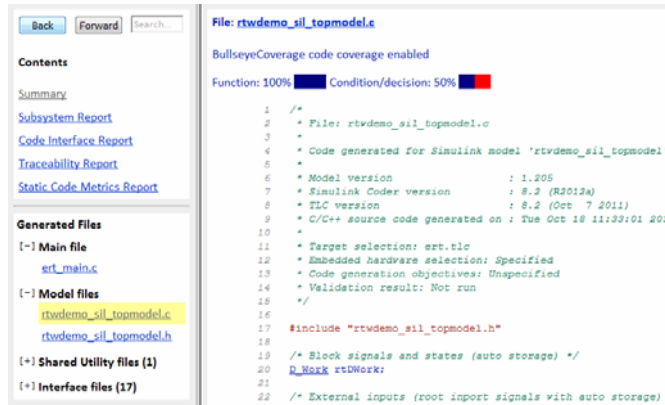 Back Forward Search...
Contents
Summary
Subsystem Report
Code Interface Report
Traceability Report
Static Code Metrics Report
Generated Files
[-] Main file
ert_main.c
[-] Model files
rtwdemo_sil_topmodel.c
rtwdemo_sil_topmodel.h
[+] Shared Utility files (1)
[+] Interface files (17)
File: rtwdemo_sil_topmodel.c
BullseyeCoverage code coverage enabled
Function: 100% Condition/decision: 50%
1 /*
2 * File: rtwdemo_sil_topmodel.c
3 *
4 * Code generated for Simulink model 'rtwdemo_sil_topmodel
5 *
6 * Model version : 1.205
7 * Simulink Coder version : 8.2 (R2012a)
8 * TLC version : 8.2 (Oct 7 2011)
9 * C/C++ source code generated on : Tue Oct 18 11:33:01 20
10 *
11 * Target selection: ert.tlc
12 * Embedded hardware selection: Specified
13 * Code generation objectives: Unspecified
14 * Validation result: Not run
15 */
16
17 #include "rtwdemo_sil_topmodel.h"
18
19 /* Block signals and states (auto storage) */
20 D_Work rtDWork;
21
22 /* External inputs (root inport signals with auto storage)